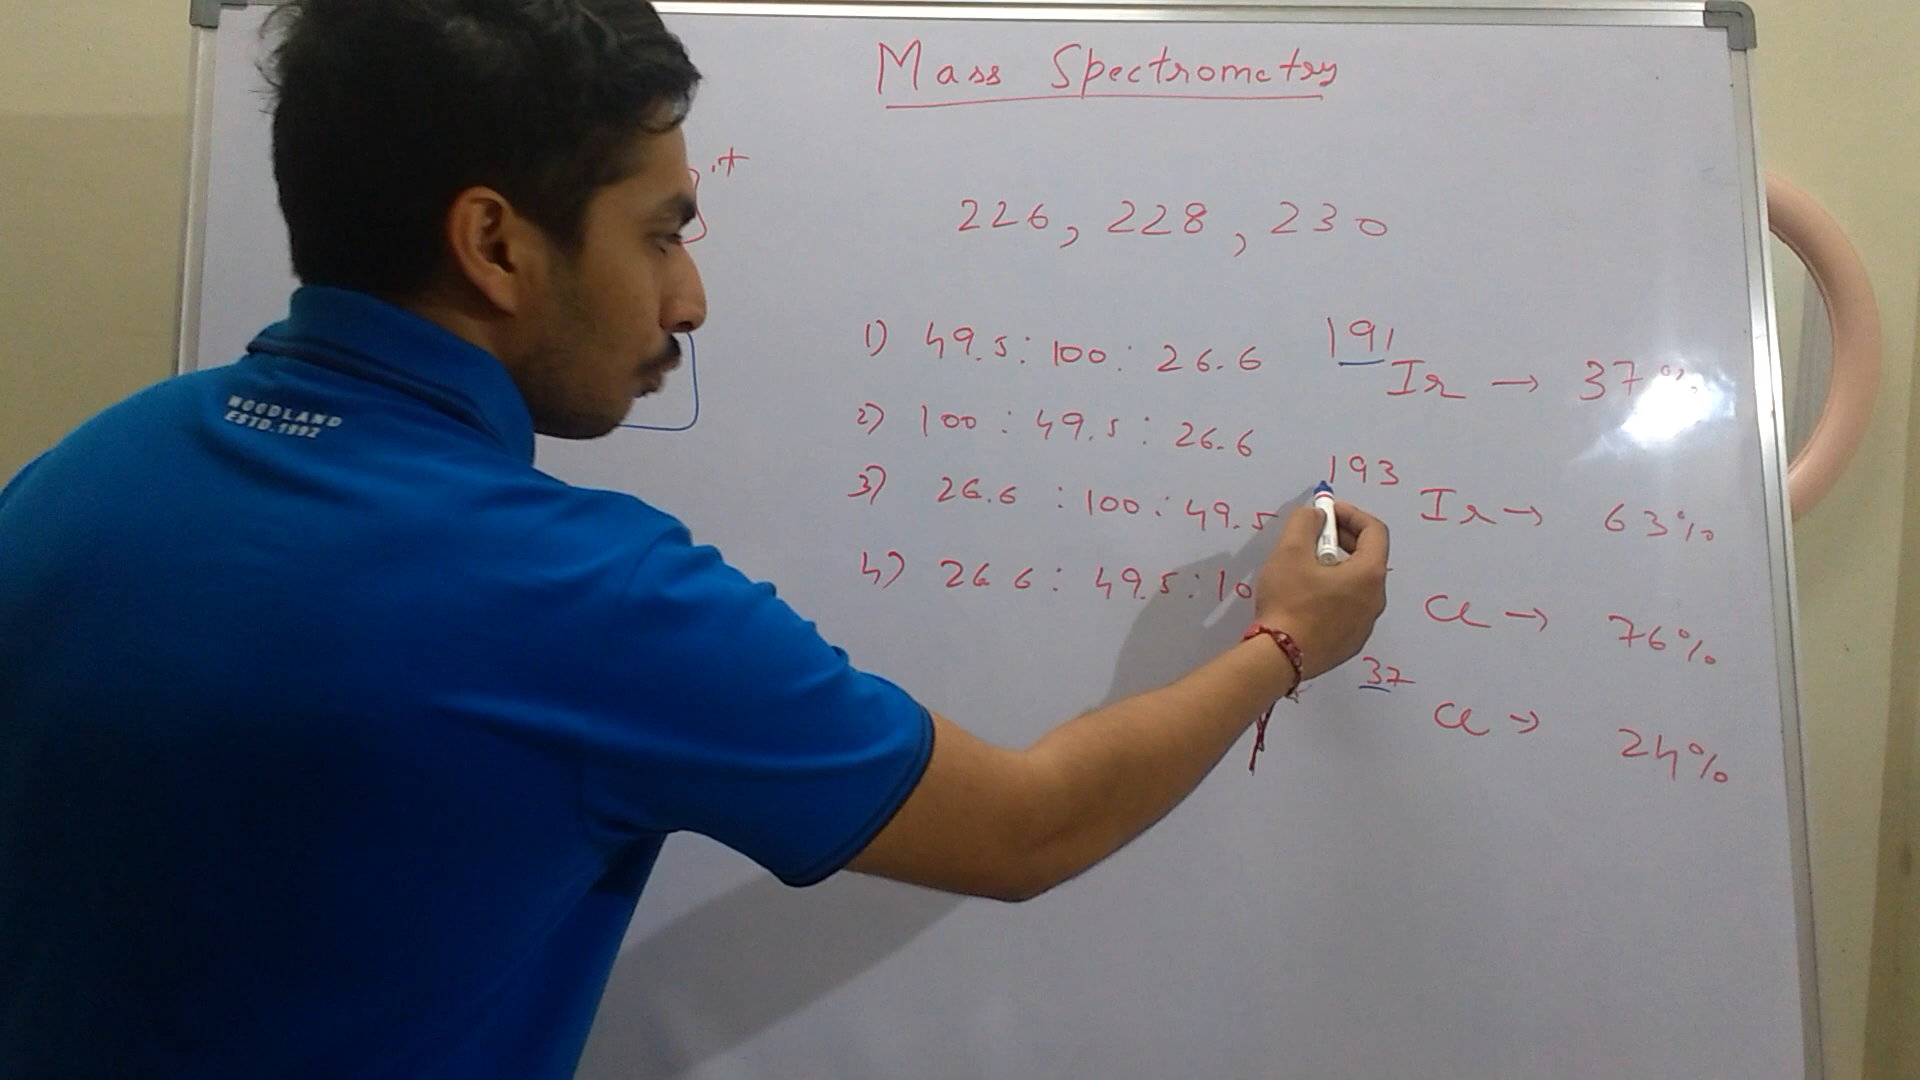 Mass Spectrometry
.+
226, 228, 230
1) 49.5 : 100 : 26.6
2) 100 : 49.5 : 26.6
3) 26.6 : 100 : 49.5
4) 26.6 : 49.5 : 10
191 Ir → 37%
193 Ir → 63%
Cl → 76%
37 Cl → 24%
WOODLAND
ESTD.1992